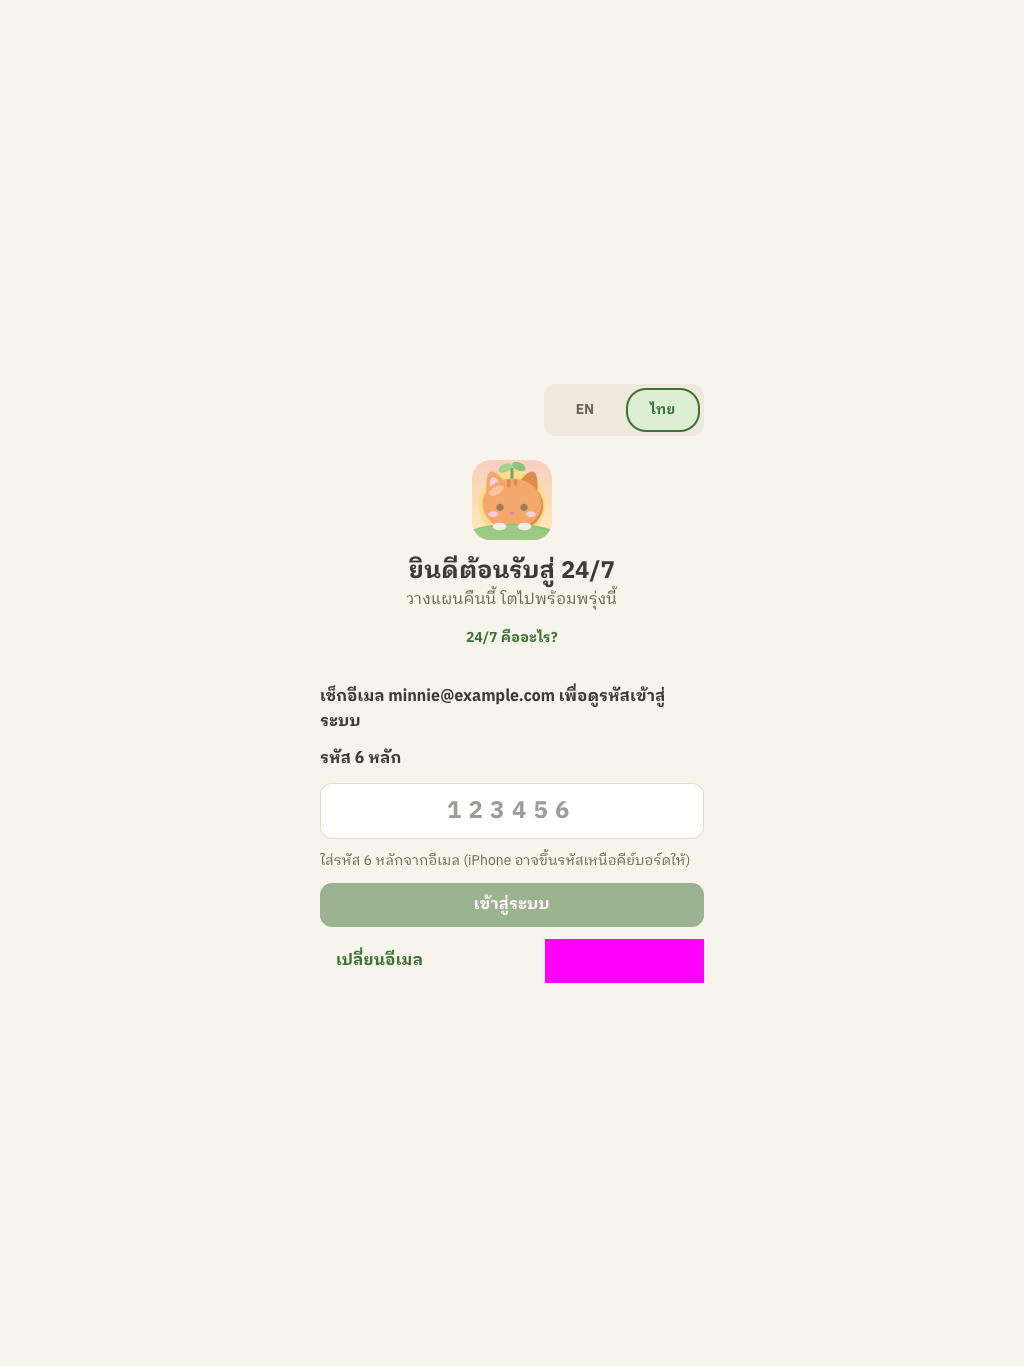 EN
ไทย
ยินดีต้อนรับสู่ 24/7
วางแผนคืนนี้ โตไปพร้อมพรุ่งนี้
24/7 คืออะไร?
เช็กอีเมล minnie@example.com เพื่อดูรหัสเข้าสู่
ระบบ
รหัส 6 หลัก
123456
ใส่รหัส 6 หลักจากอีเมล (iPhone อาจขึ้นรหัสเหนือคีย์บอร์ดให้)
เข้าสู่ระบบ
เปลี่ยนอีเมล